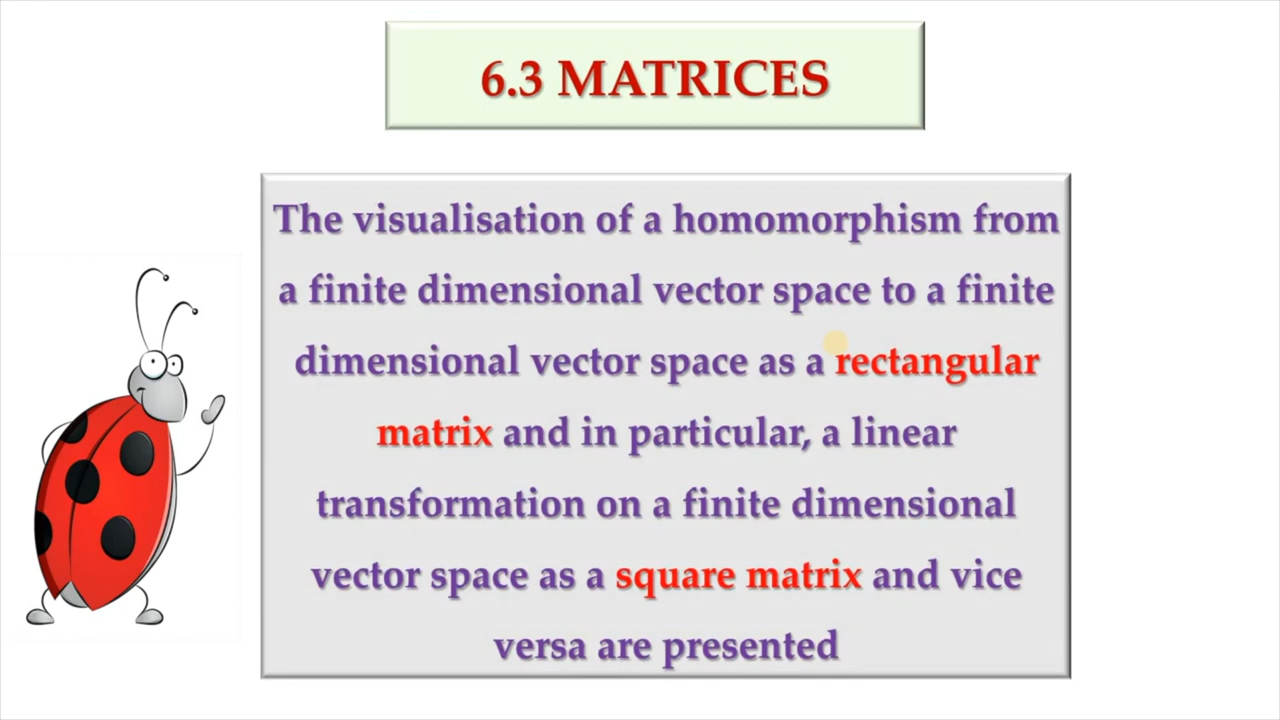 6.3 MATRICES
The visualisation of a homomorphism from
a finite dimensional vector space to a finite
dimensional vector space as a rectangular
matrix and in particular, a linear
transformation on a finite dimensional
vector space as a square matrix and vice
versa are presented